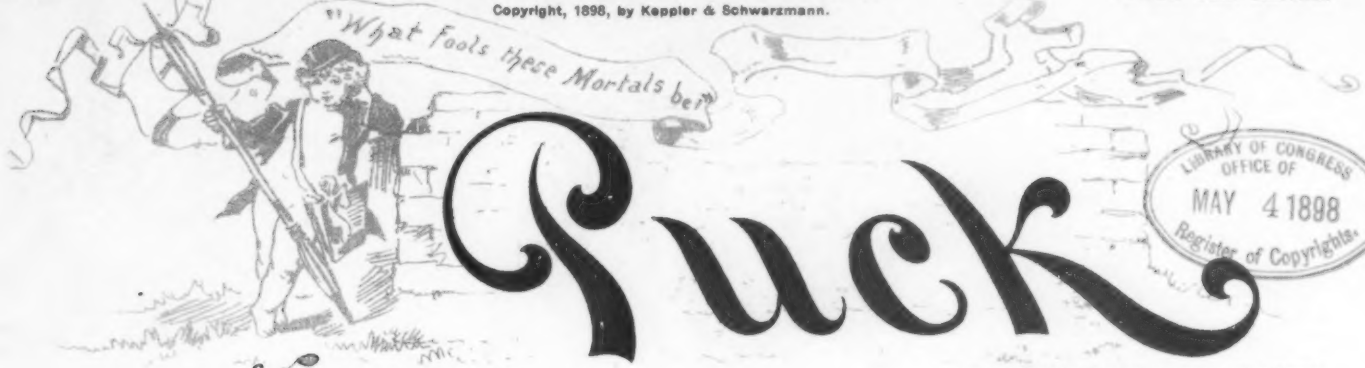 Copyright, 1898, by Keppler & Schwarzmann.
"What Fools these Mortals be!"
Puck
LIBRARY OF CONGRESS
OFFICE OF
MAY 4 1898
Register of Copyrights.